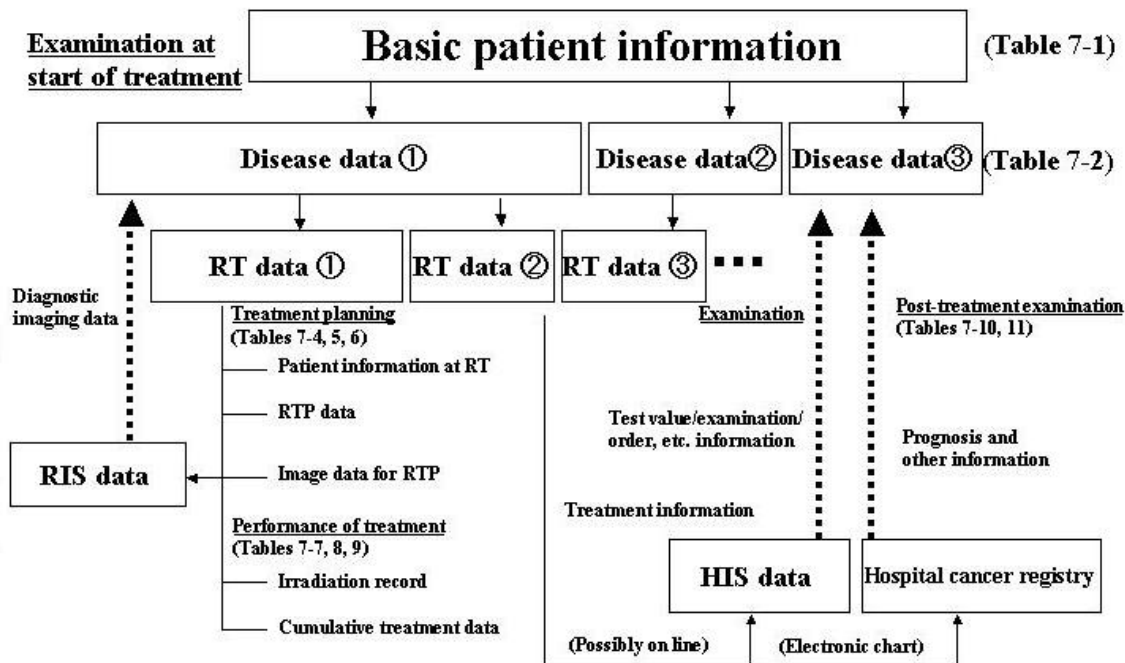 Examination at
start of treatment
Basic patient information
(Table 7-1)
Disease data ①
Disease data②
Disease data③
(Table 7-2)
RT data ①
RT data ②
RT data ③
Diagnostic
imaging data
Treatment planning
(Tables 7-4, 5, 6)
Examination
Post-treatment examination
(Tables 7-10, 11)
Patient information at RT
RTP data
Test value/examination/
order, etc. information
Prognosis and
other information
RIS data
Image data for RTP
Treatment information
Performance of treatment
(Tables 7-7, 8, 9)
HIS data
Hospital cancer registry
Irradiation record
Cumulative treatment data
(Possibly on line)
(Electronic chart)